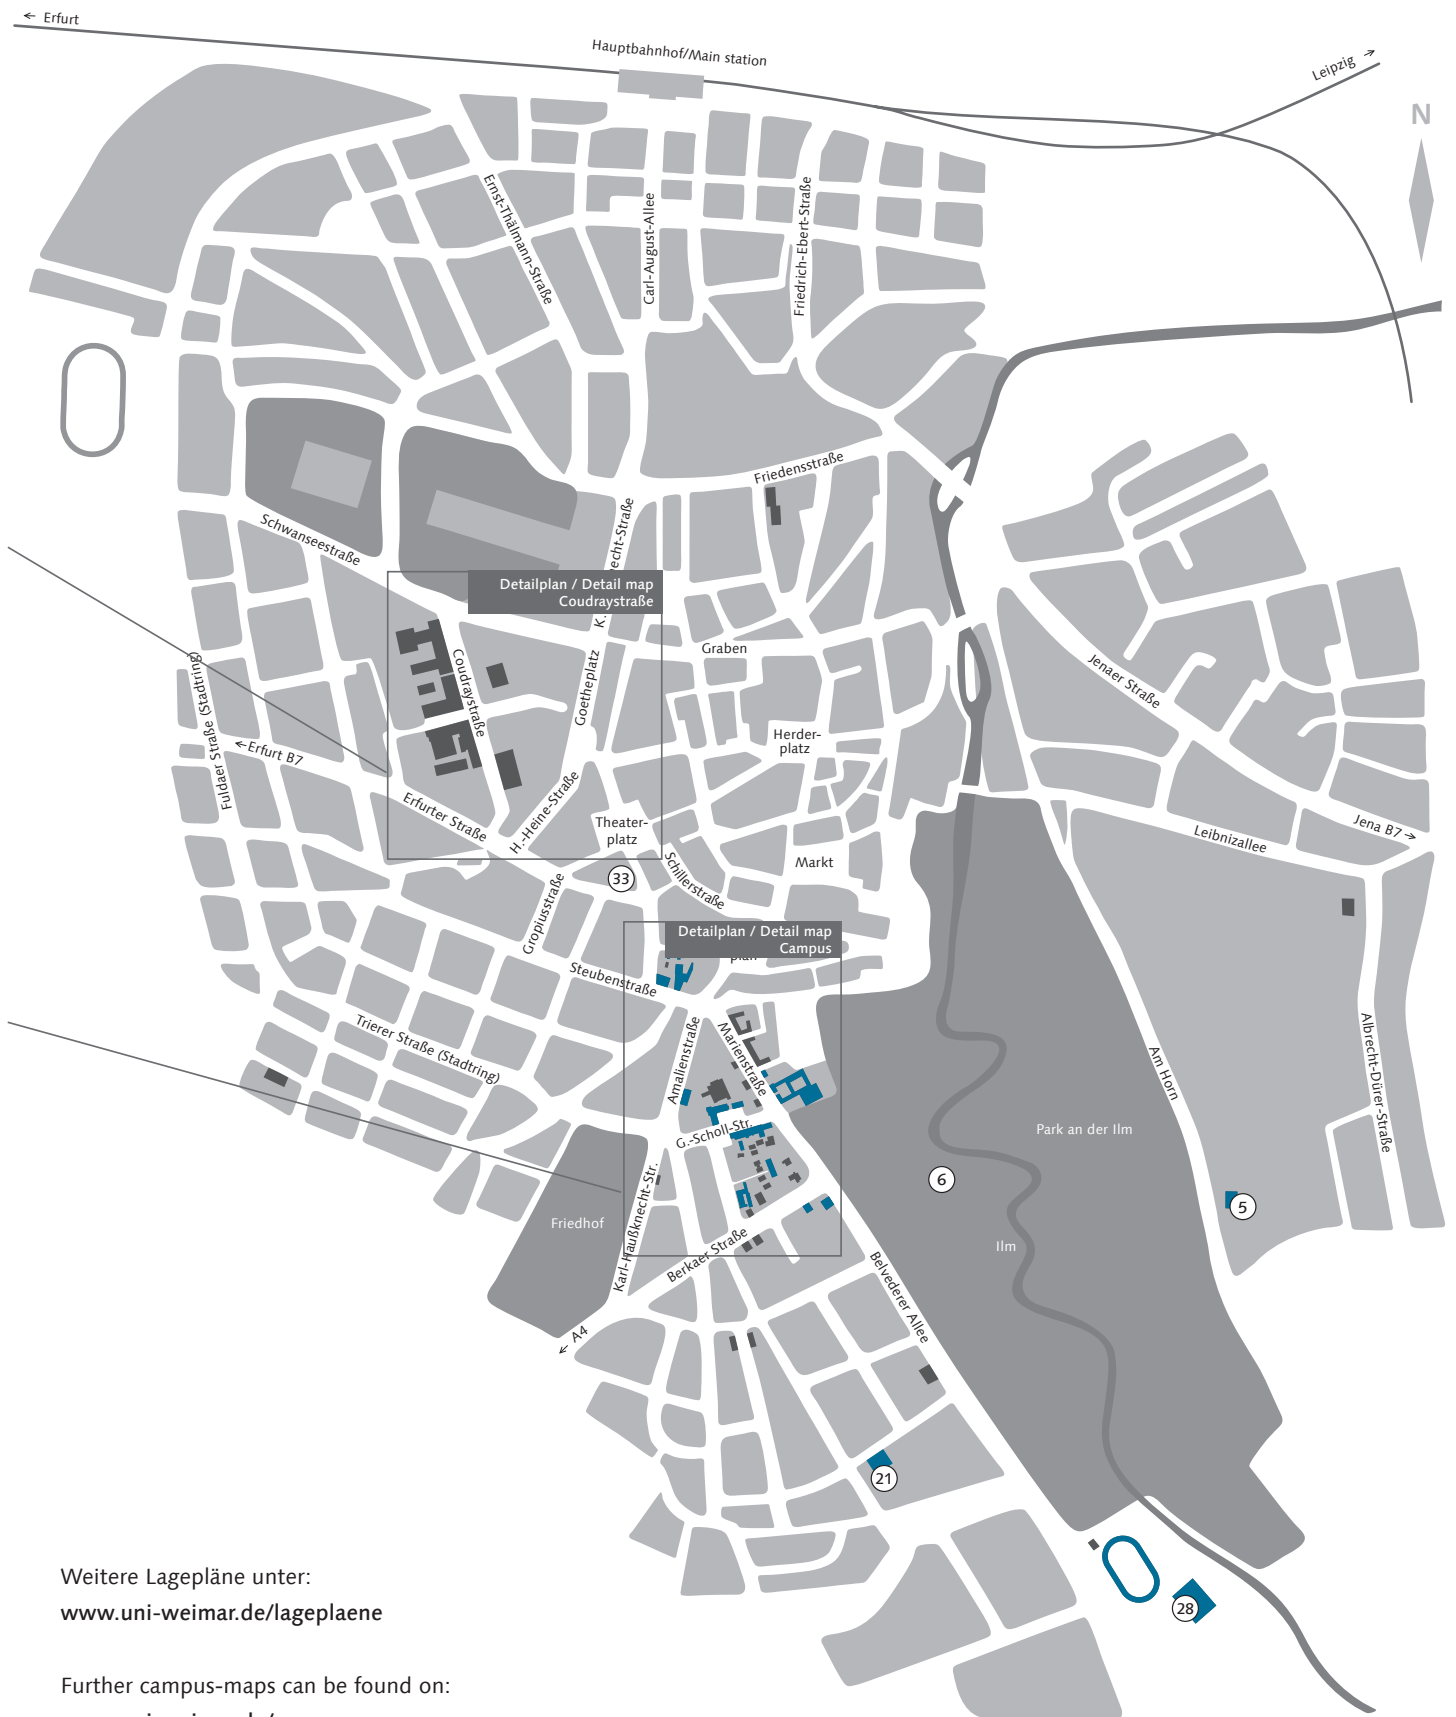 ← Erfurt
Hauptbahnhof/Main station
Leipzig →
N
Ernst-Thälmann-Straße
Carl-August-Allee
Friedrich-Ebert-Straße
Friedensstraße
Schwanseestraße
Detailplan / Detail map
Coudraystraße
Graben
Coudraystraße
Goetheplatz
Jenaer Straße
Fuldaer Straße (Stadtring)
← Erfurt B7
Herder-
platz
Erfurter Straße
H.-Heine-Straße
Theater-
platz
Markt
Schillerstraße
Leibnizallee
Jena B7 →
33
Gropiusstraße
Detailplan / Detail map
Campus
Steubenstraße
Trierer Straße (Stadtring)
Amalienstraße
Marienstraße
Am Horn
Albrecht-Dürer-Straße
G.-Scholl-Str.
Park an der Ilm
6
5
Friedhof
Karl-Haußknecht-Str.
Berkaer Straße
Ilm
Belvederer Allee
← A4
21
28
Weitere Lagepläne unter:
www.uni-weimar.de/lageplaene
Further campus-maps can be found on: